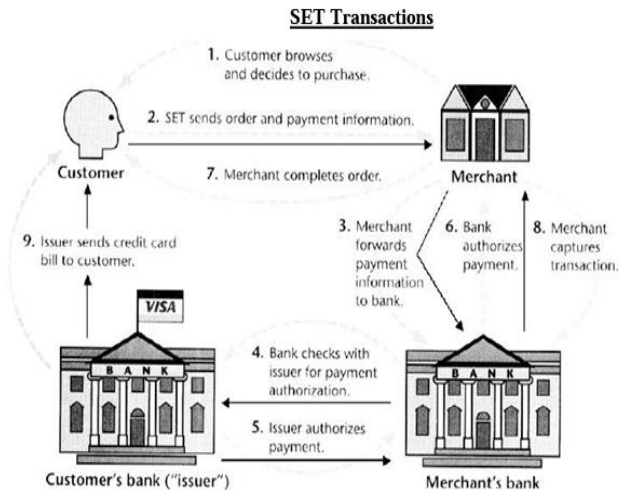 SET Transactions
1. Customer browses
and decides to purchase.
2. SET sends order and payment information.
Customer
7. Merchant completes order.
Merchant
9. Issuer sends credit card
bill to customer.
3. Merchant
forwards
payment
information
to bank.
6. Bank
authorizes
payment.
8. Merchant
captures
transaction.
VISA
BANK
4. Bank checks with
issuer for payment
authorization.
BANK
5. Issuer authorizes
payment.
Customer's bank ("issuer")
Merchant's bank